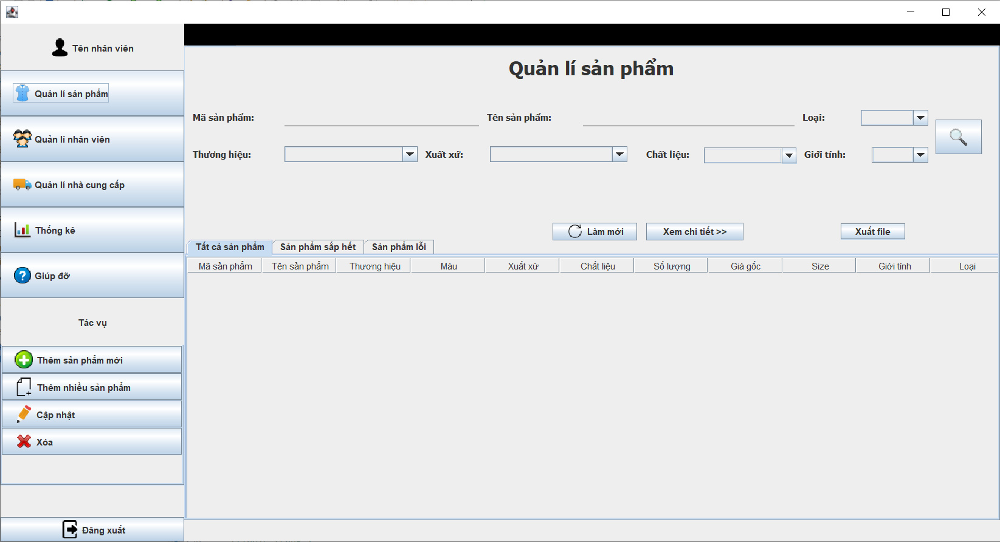 Tên nhân viên
Quản lí sản phẩm
Quản lí nhân viên
Quản lí nhà cung cấp
Thống kê
Giúp đỡ
Tác vụ
Thêm sản phẩm mới
Thêm nhiều sản phẩm
Cập nhật
Xóa
Đăng xuất
Quản lí sản phẩm
Mã sản phẩm: Tên sản phẩm: Loại:
Thương hiệu: Xuất xứ: Chất liệu: Giới tính:
Làm mới Xem chi tiết >> Xuất file
Tất cả sản phẩm Sản phẩm sắp hết Sản phẩm lỗi
Mã sản phẩm Tên sản phẩm Thương hiệu Màu Xuất xứ Chất liệu Số lượng Giá gốc Size Giới tính Loại